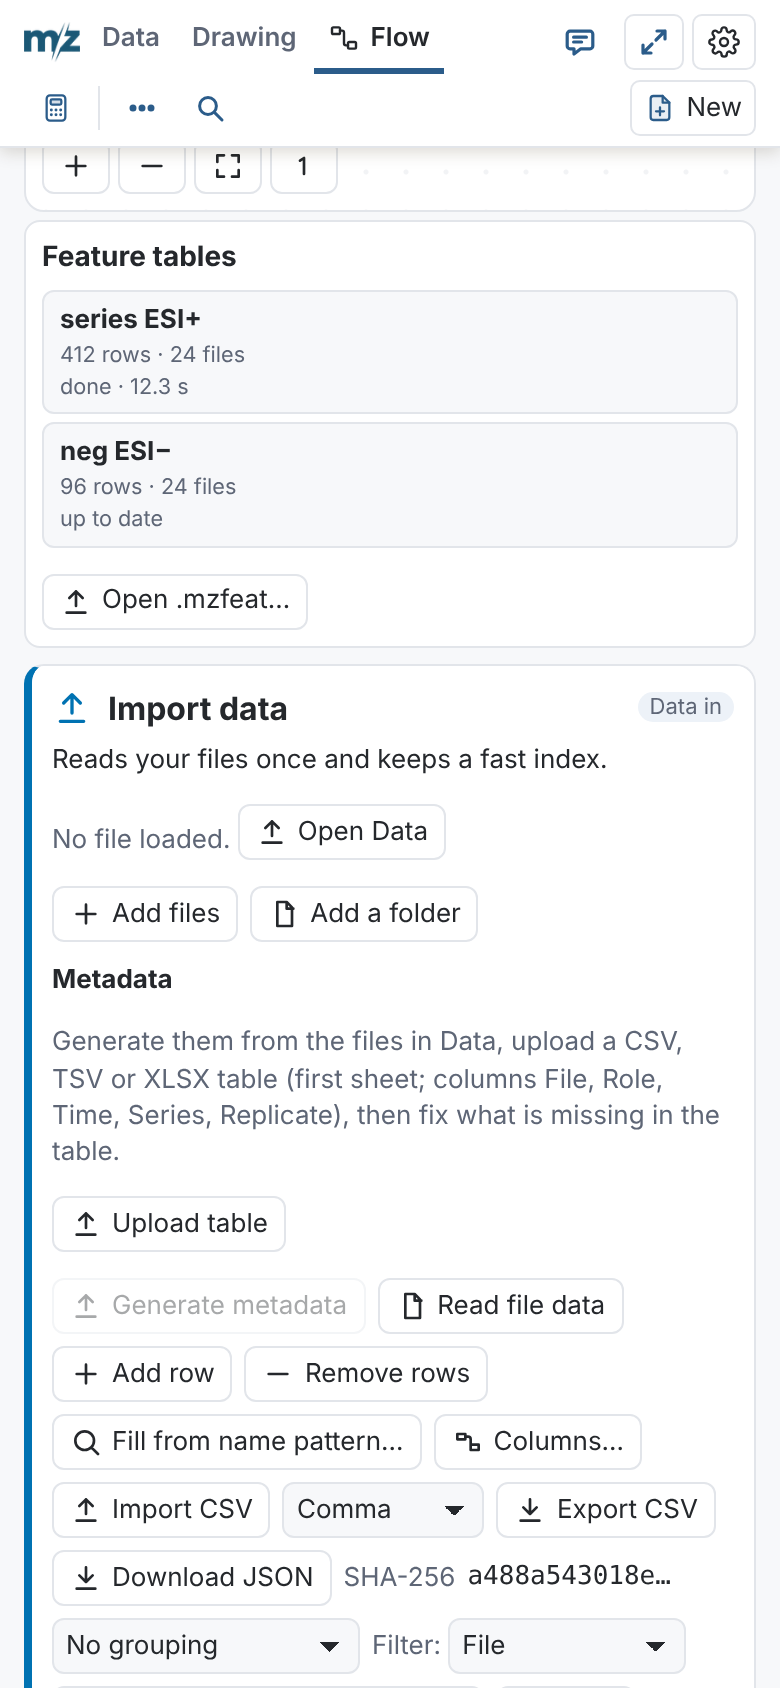 m/z Data Drawing Flow
New
1
Feature tables
series ESI+
412 rows · 24 files
done · 12.3 s
neg ESI−
96 rows · 24 files
up to date
Open .mzfeat...
Import data Data in
Reads your files once and keeps a fast index.
No file loaded. Open Data
Add files Add a folder
Metadata
Generate them from the files in Data, upload a CSV,
TSV or XLSX table (first sheet; columns File, Role,
Time, Series, Replicate), then fix what is missing in the
table.
Upload table
Generate metadata Read file data
Add row Remove rows
Fill from name pattern... Columns...
Import CSV Comma Export CSV
Download JSON SHA-256 a488a543018e…
No grouping Filter: File